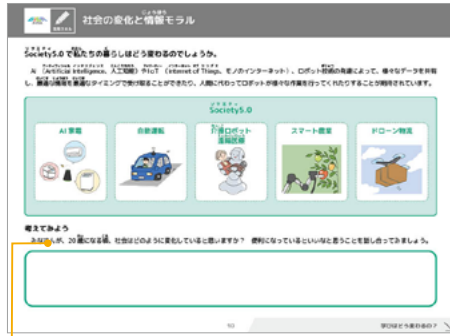 社会の変化と情報モラル
Society5.0で私たちの暮らしはどう変わるのでしょうか。
AI（Artificial Intelligence、人工知能）やIoT（Internet of Things、モノのインターネット）、ロボット技術の発達によって、様々なデータを共有
し、最適な情報を最適なタイミングで受け取ることができたり、人間に代わってロボットが様々な作業を行ってくれたりすることが期待されています。
Society5.0
AI家電
自動運転
介護ロボット
遠隔医療
スマート農業
ドローン物流
考えてみよう
みなさんが、20歳になる頃、社会はどのように変化していると思いますか？ 便利になっているといいなと思うことを話し合ってみましょう。
学びはどう変わるの？